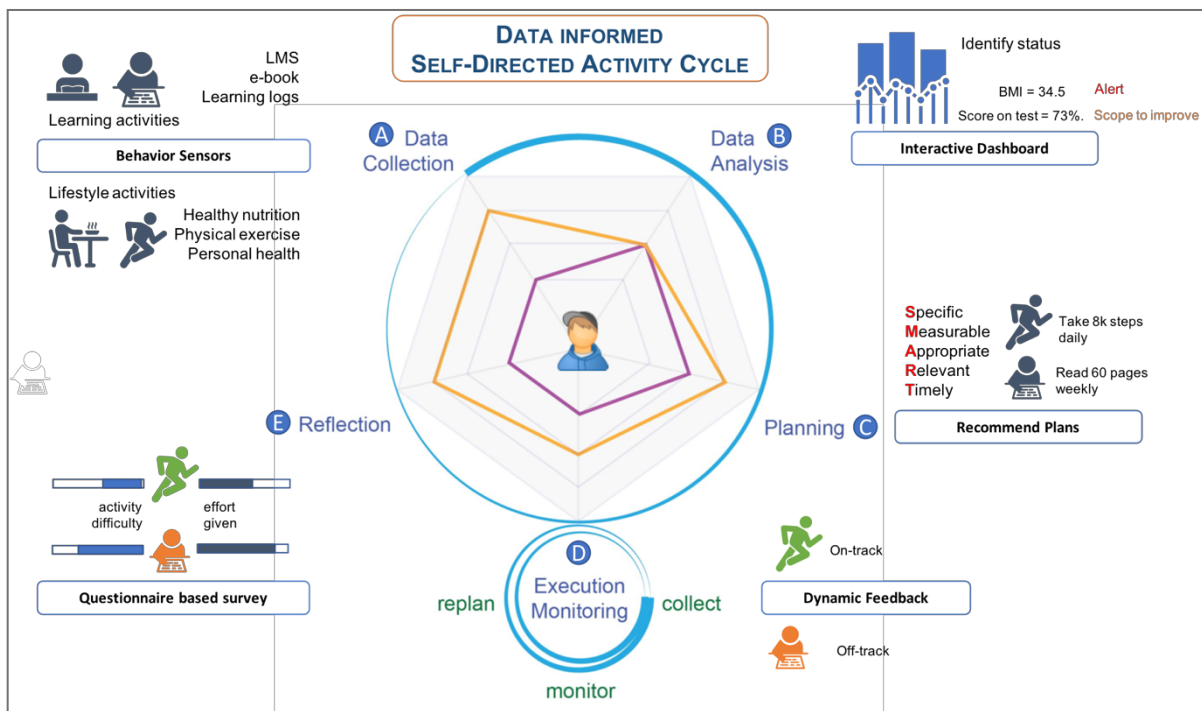 DATA INFORMED
SELF-DIRECTED ACTIVITY CYCLE
LMS
e-book
Learning logs
Learning activities
Behavior Sensors
Lifestyle activities
Healthy nutrition
Physical exercise
Personal health
A Data
Collection
Data B
Analysis
Identify status
BMI = 34.5 Alert
Score on test = 73%. Scope to improve
Interactive Dashboard
Specific
Measurable
Appropriate
Relevant
Timely
Take 8k steps
daily
Read 60 pages
weekly
Planning C
Recommend Plans
E Reflection
activity
difficulty
effort
given
Questionnaire based survey
D
Execution
Monitoring
replan
collect
monitor
On-track
Dynamic Feedback
Off-track